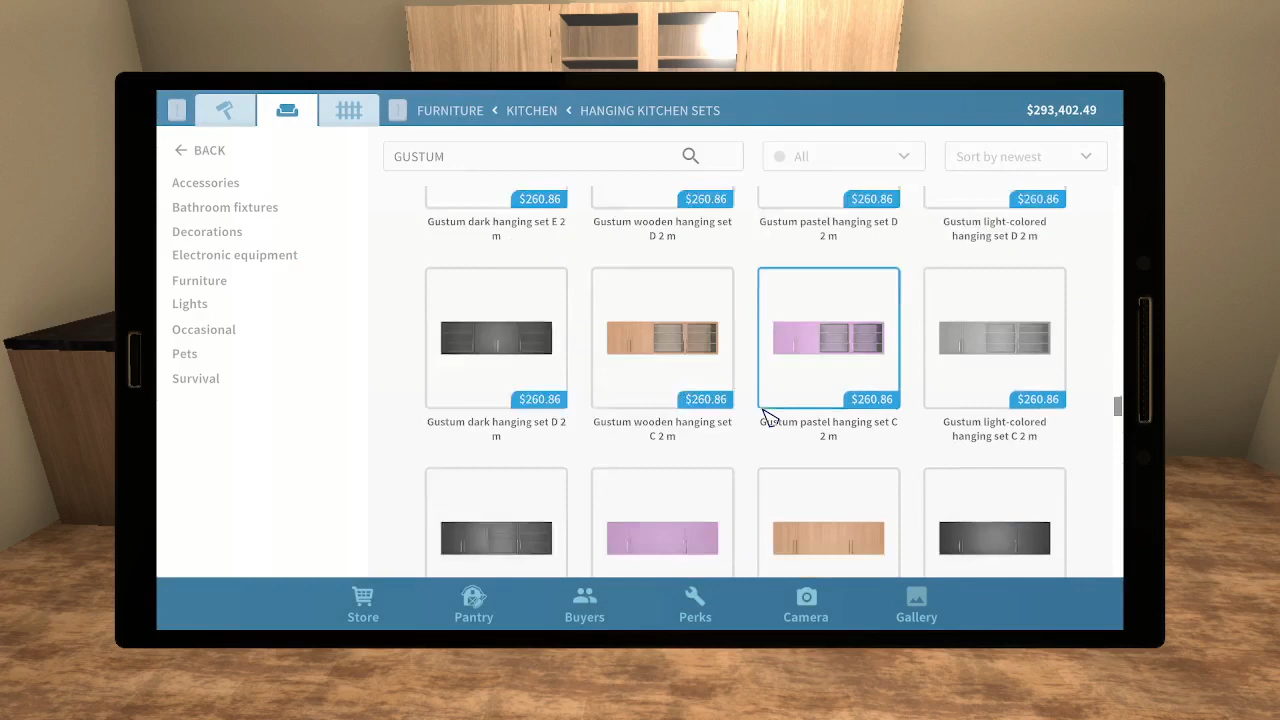 FURNITURE < KITCHEN < HANGING KITCHEN SETS
$293,402.49
BACK
GUSTUM
All
Sort by newest
Accessories
Bathroom fixtures
Decorations
Electronic equipment
Furniture
Lights
Occasional
Pets
Survival
$260.86
$260.86
$260.86
$260.86
Gustum dark hanging set E 2
m
Gustum wooden hanging set
D 2 m
Gustum pastel hanging set D
2 m
Gustum light-colored
hanging set D 2 m
$260.86
$260.86
$260.86
$260.86
Gustum dark hanging set D 2
m
Gustum wooden hanging set
C 2 m
Gustum pastel hanging set C
2 m
Gustum light-colored
hanging set C 2 m
Store
Pantry
Buyers
Perks
Camera
Gallery